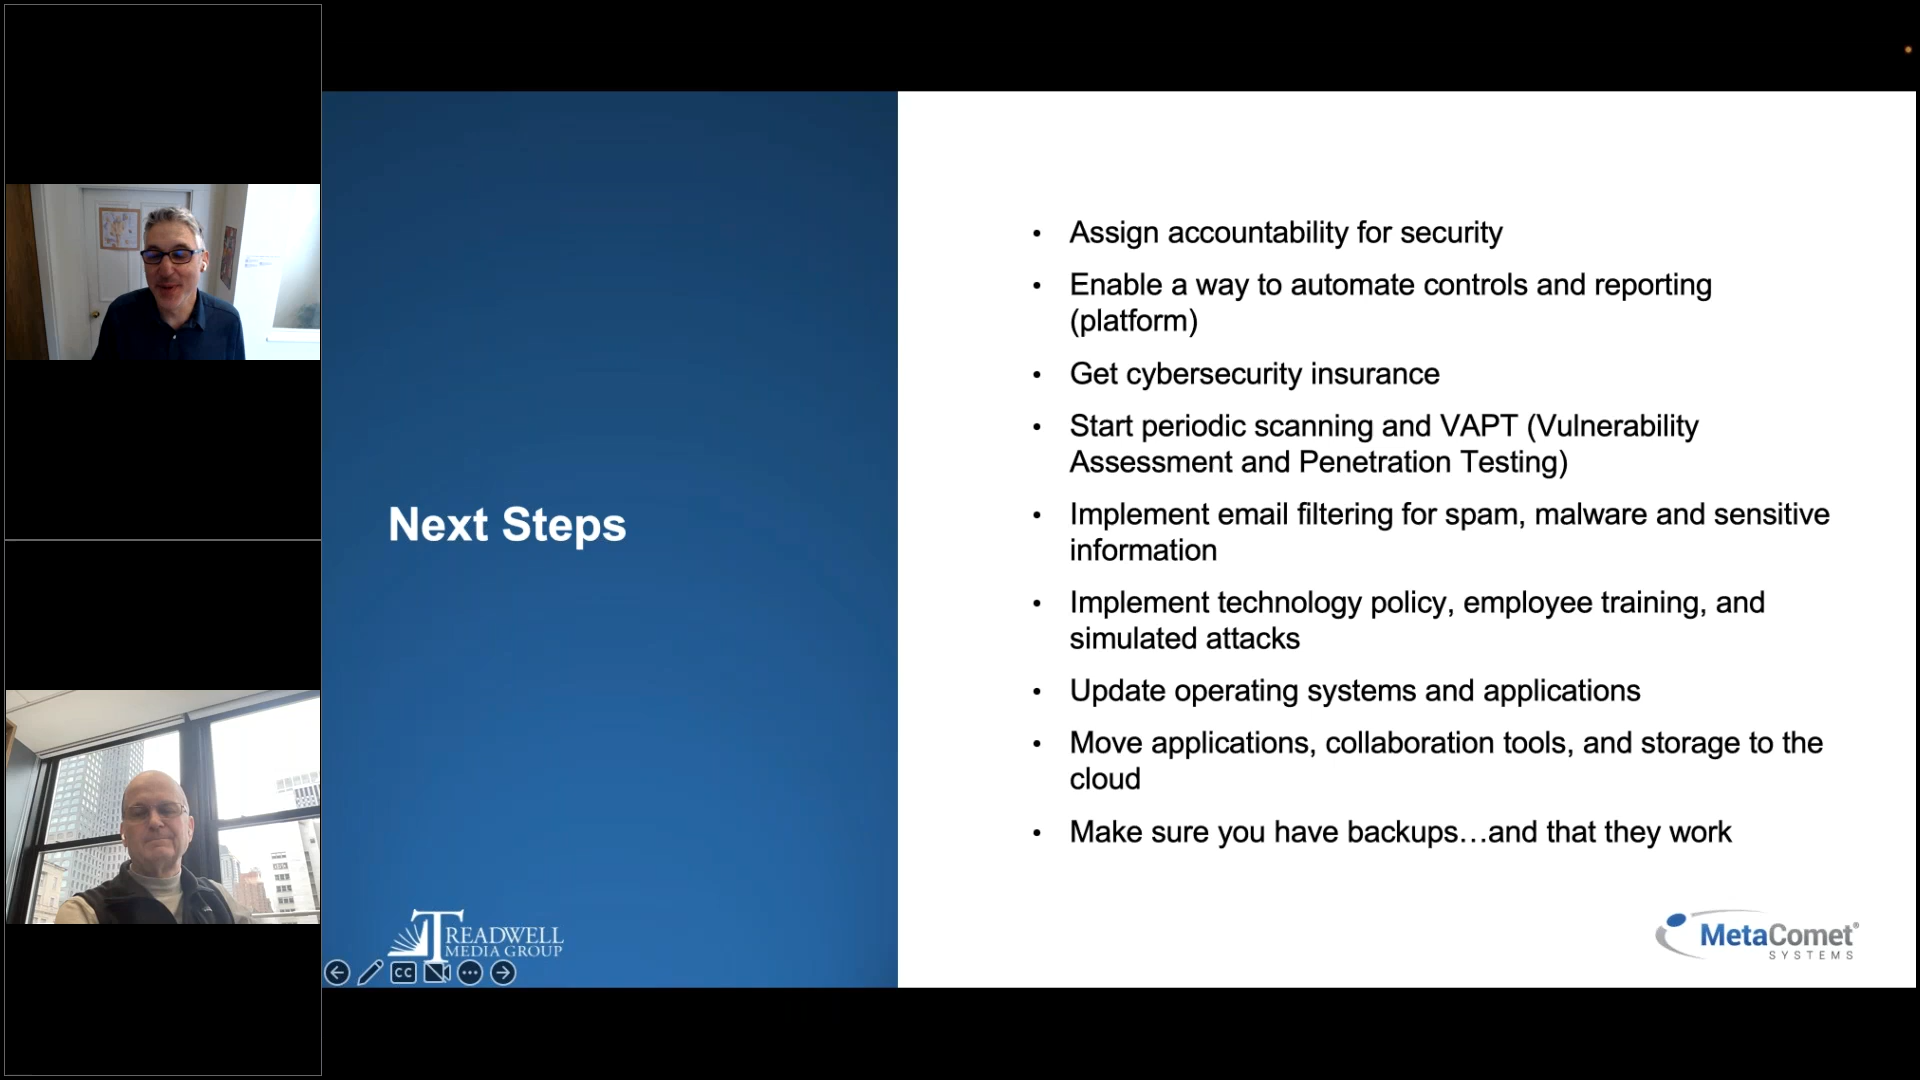 Next Steps
• Assign accountability for security
• Enable a way to automate controls and reporting
(platform)
• Get cybersecurity insurance
• Start periodic scanning and VAPT (Vulnerability
Assessment and Penetration Testing)
• Implement email filtering for spam, malware and sensitive
information
• Implement technology policy, employee training, and
simulated attacks
• Update operating systems and applications
• Move applications, collaboration tools, and storage to the
cloud
• Make sure you have backups…and that they work
TREADWELL
MEDIA GROUP
CC
MetaComet®
SYSTEMS